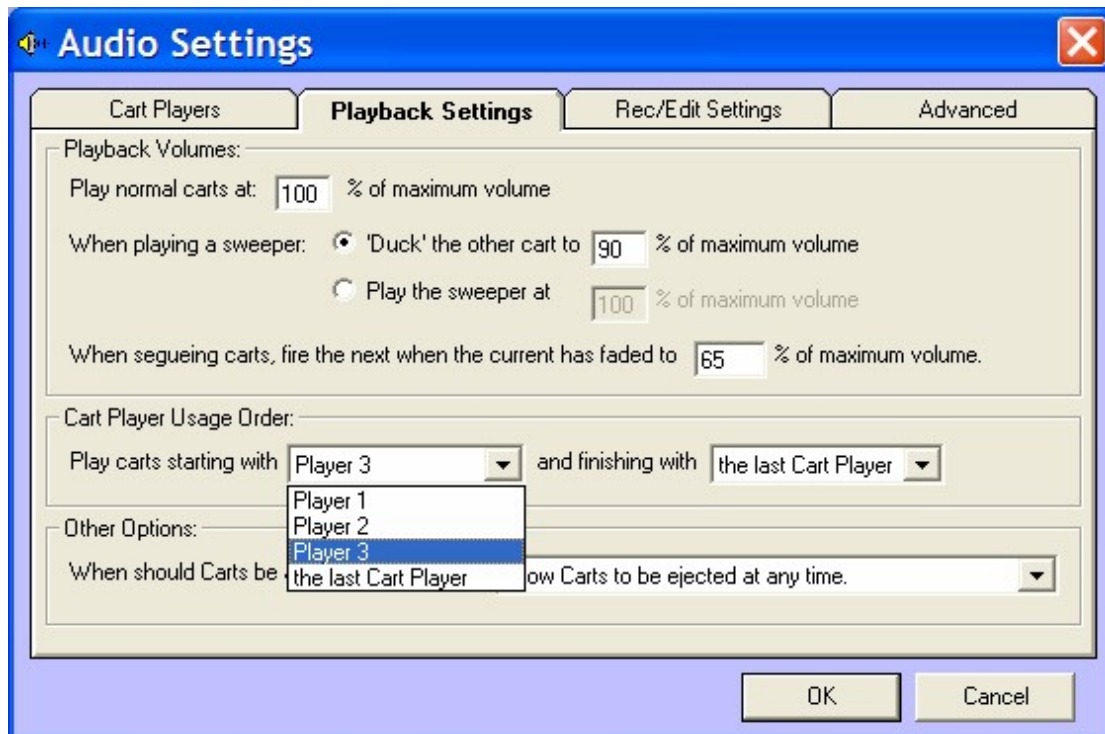 Audio Settings
Cart Players Playback Settings Rec/Edit Settings Advanced
Playback Volumes:
Play normal carts at: 100 % of maximum volume
When playing a sweeper: 'Duck' the other cart to 90 % of maximum volume
Play the sweeper at 100 % of maximum volume
When segueing carts, fire the next when the current has faded to 65 % of maximum volume.
Cart Player Usage Order:
Play carts starting with Player 3 and finishing with the last Cart Player
Player 1
Player 2
Other Options:
Player 3
When should Carts be the last Cart Player Carts to be ejected at any time.
OK Cancel